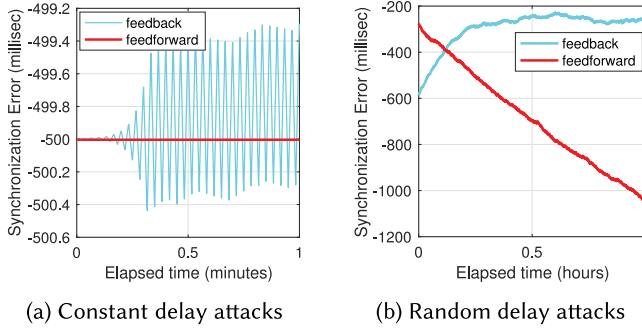 -499.2
-499.4
-499.6
-499.8
-500
-500.2
-500.4
-500.6
Synchronization Error (millisec)
feedback
feedforward
0
0.5
1
Elapsed time (minutes)
(a) Constant delay attacks
-200
-400
-600
-800
-1000
-1200
Synchronization Error (millisec)
feedback
feedforward
0
0.5
Elapsed time (hours)
(b) Random delay attacks